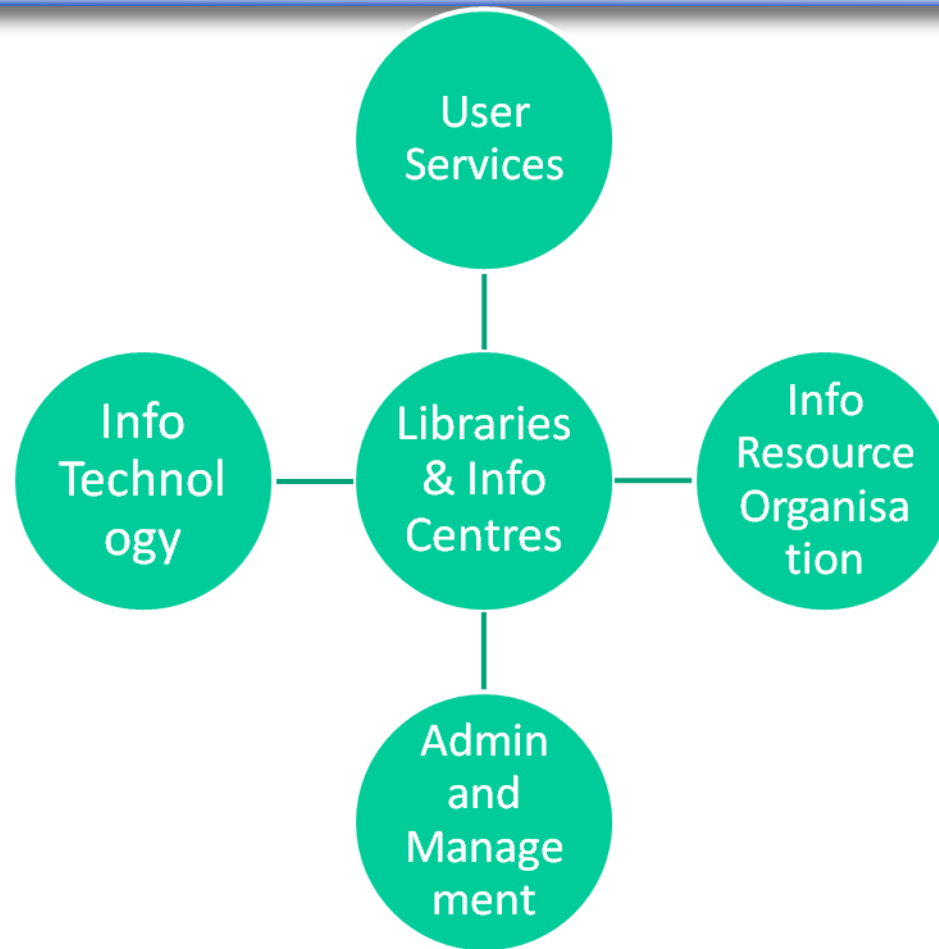 User
Services
Info
Technol
ogy
Libraries
& Info
Centres
Info
Resource
Organisa
tion
Admin
and
Manage
ment